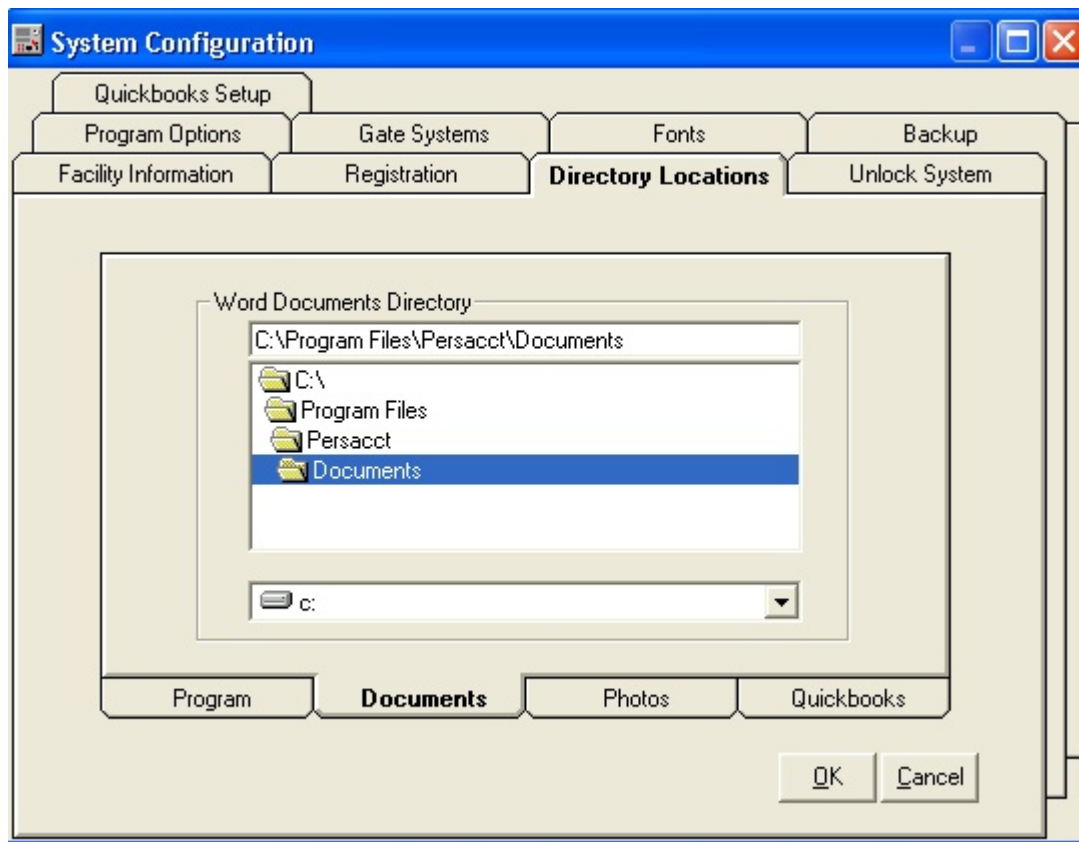 System Configuration
Quickbooks Setup
Program Options Gate Systems Fonts Backup
Facility Information Registration Directory Locations Unlock System
Word Documents Directory
C:\Program Files\Persacct\Documents
C:\
Program Files
Persacct
Documents
c:
Program Documents Photos Quickbooks
OK Cancel